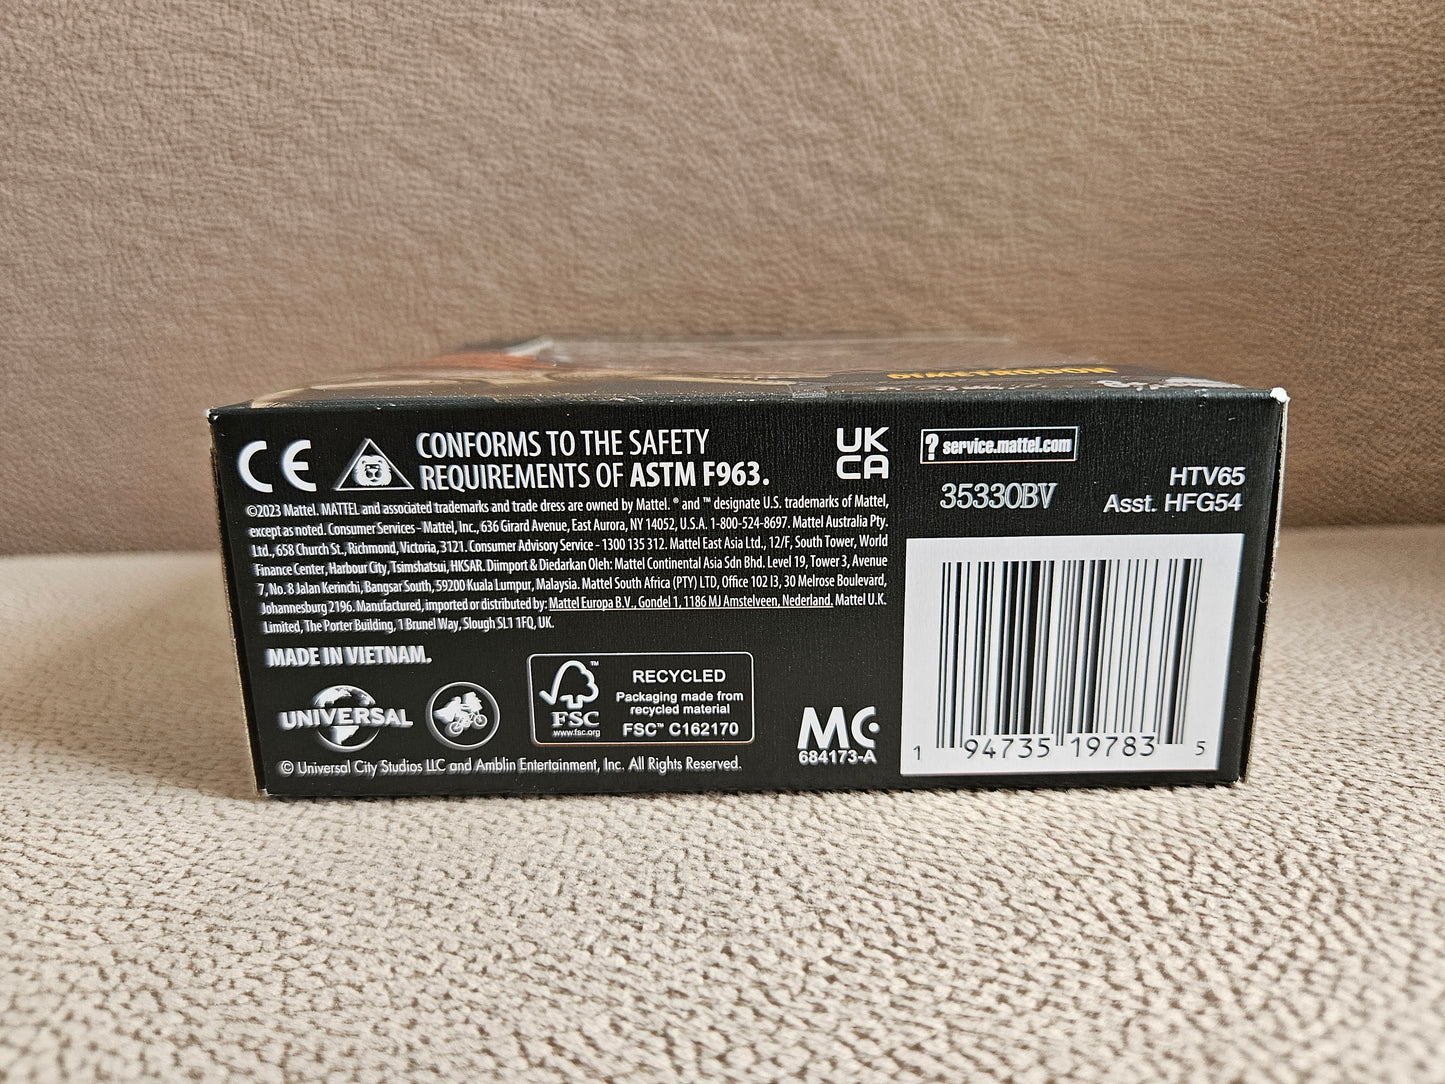 DIMETRODON
CE
CONFORMS TO THE SAFETY
REQUIREMENTS OF ASTM F963.
UK
CA
? service.mattel.com
35330BV
HTV65
Asst. HFG54
©2023 Mattel. MATTEL and associated trademarks and trade dress are owned by Mattel. ® and ™ designate U.S. trademarks of Mattel,
except as noted. Consumer Services - Mattel, Inc., 636 Girard Avenue, East Aurora, NY 14052, U.S.A. 1-800-524-8697. Mattel Australia Pty.
Ltd., 658 Church St., Richmond, Victoria, 3121. Consumer Advisory Service - 1300 135 312. Mattel East Asia Ltd., 12/F, South Tower, World
Finance Center, Harbour City, Tsimshatsui, HKSAR. Diimport & Diedarkan Oleh: Mattel Continental Asia Sdn Bhd. Level 19, Tower 3, Avenue
7, No. 8 Jalan Kerinchi, Bangsar South, 59200 Kuala Lumpur, Malaysia. Mattel South Africa (PTY) LTD, Office 102 I3, 30 Melrose Boulevard,
Johannesburg 2196. Manufactured, imported or distributed by: Mattel Europa B.V., Gondel 1, 1186 MJ Amstelveen, Nederland. Mattel U.K.
Limited, The Porter Building, 1 Brunel Way, Slough SL1 1FQ, UK.
MADE IN VIETNAM.
UNIVERSAL
FSC
www.fsc.org
RECYCLED
Packaging made from
recycled material
FSC™ C162170
MC
684173-A
© Universal City Studios LLC and Amblin Entertainment, Inc. All Rights Reserved.
1 94735 19783 5